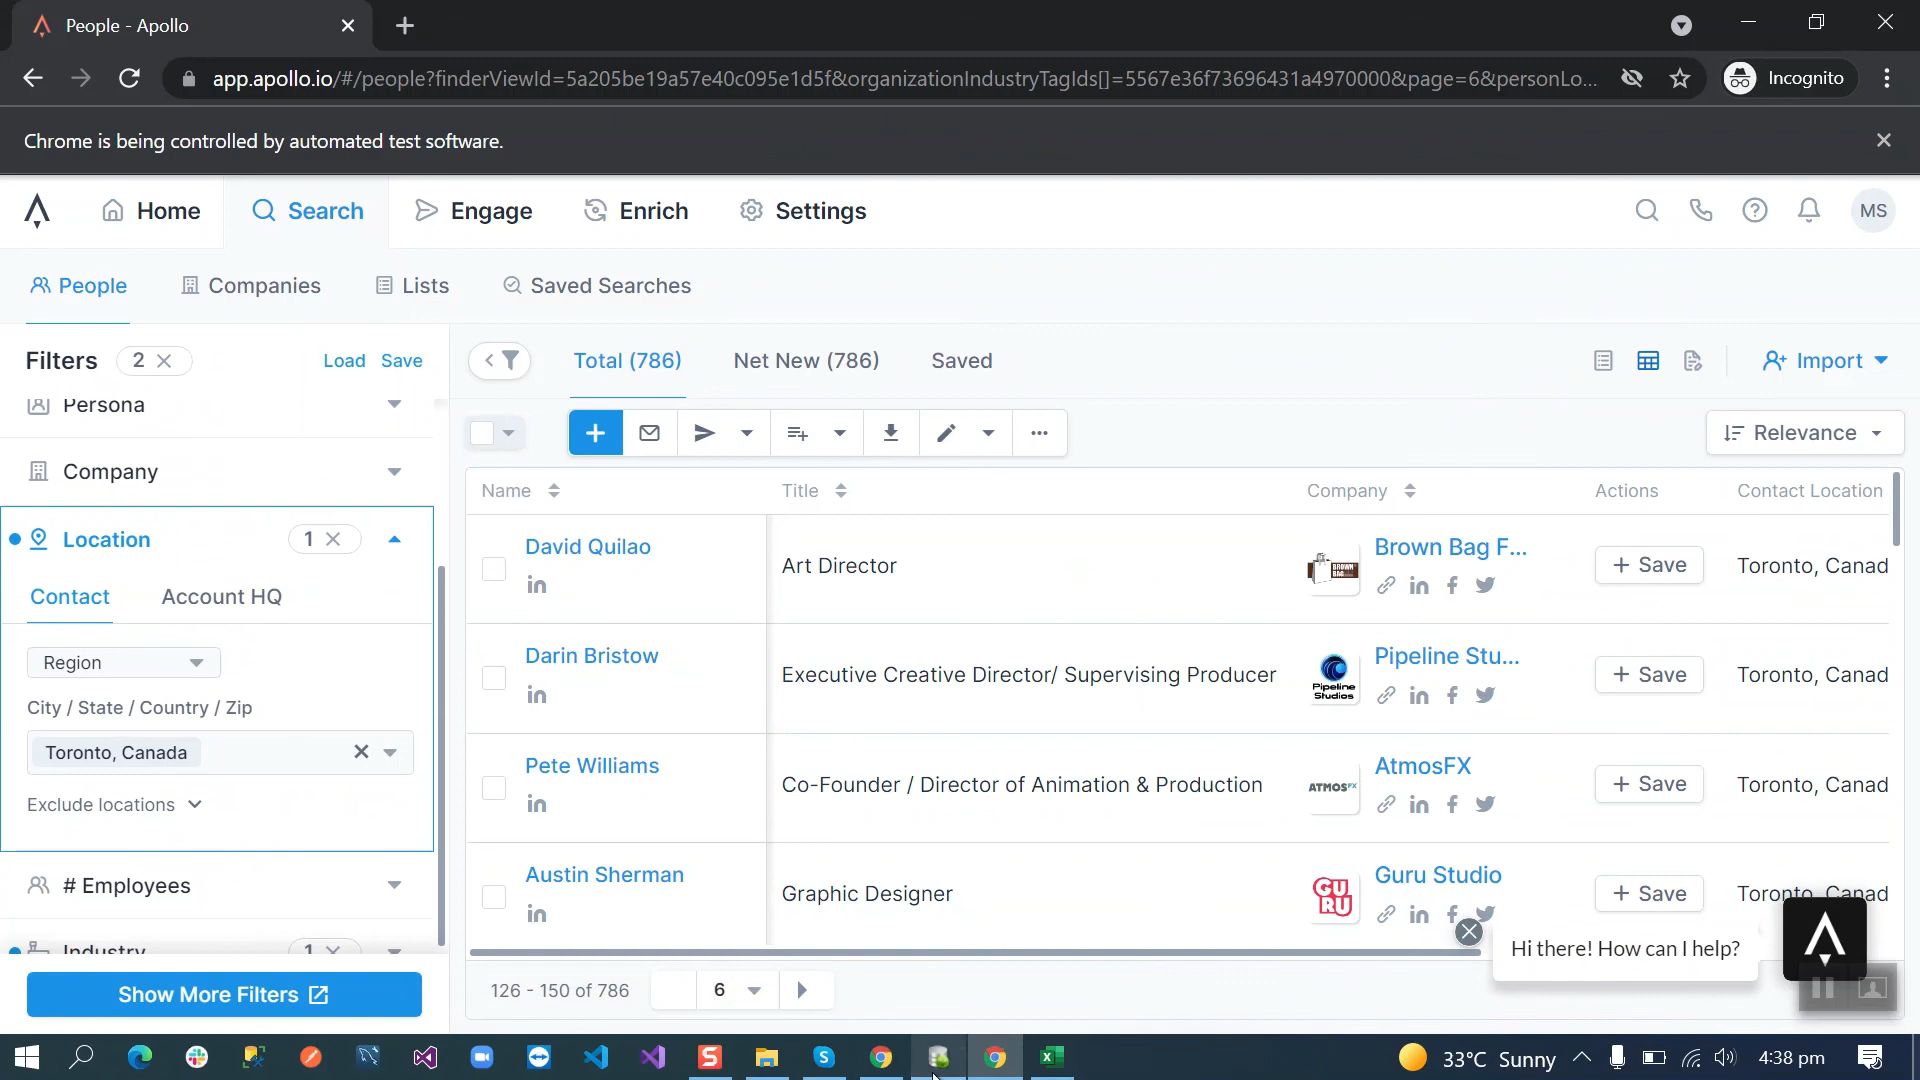 People - Apollo
app.apollo.io/#/people?finderViewId=5a205be19a57e40c095e1d5f&organizationIndustryTagIds[]=5567e36f73696431a4970000&page=6&personLo...
Incognito
Chrome is being controlled by automated test software.
Home
Search
Engage
Enrich
Settings
MS
People
Companies
Lists
Saved Searches
Filters
2
Load
Save
Total (786)
Net New (786)
Saved
Import
Persona
Company
Relevance
Location
1
Contact
Account HQ
Region
City / State / Country / Zip
Toronto, Canada
Exclude locations
# Employees
Industry
1
Show More Filters
Name
Title
Company
Actions
Contact Location
David Quilao
Art Director
BROWN BAG
Brown Bag F...
Save
Toronto, Canad
Darin Bristow
Executive Creative Director/ Supervising Producer
Pipeline Studios
Pipeline Stu...
Save
Toronto, Canad
Pete Williams
Co-Founder / Director of Animation & Production
ATMOSFX
AtmosFX
Save
Toronto, Canad
Austin Sherman
Graphic Designer
GURU
Guru Studio
Save
Toronto, Canad
Hi there! How can I help?
126 - 150 of 786
6
33°C Sunny
4:38 pm